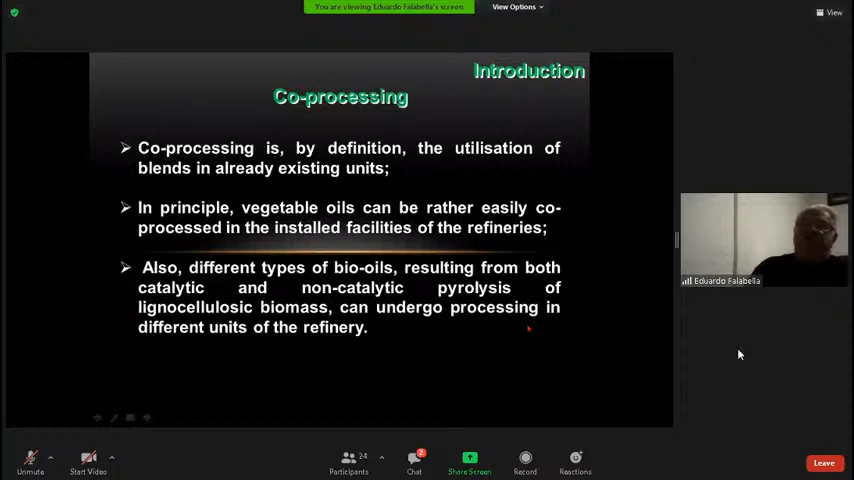 You are viewing Eduardo Falabella's screen
View Options
View
Introduction
Co-processing
➢ Co-processing is, by definition, the utilisation of
blends in already existing units;
➢ In principle, vegetable oils can be rather easily co-
processed in the installed facilities of the refineries;
➢ Also, different types of bio-oils, resulting from both
catalytic and non-catalytic pyrolysis of
lignocellulosic biomass, can undergo processing in
different units of the refinery.
Eduardo Falabella
Unmute
Start Video
Participants
24
Chat
2
Share Screen
Record
Reactions
Leave